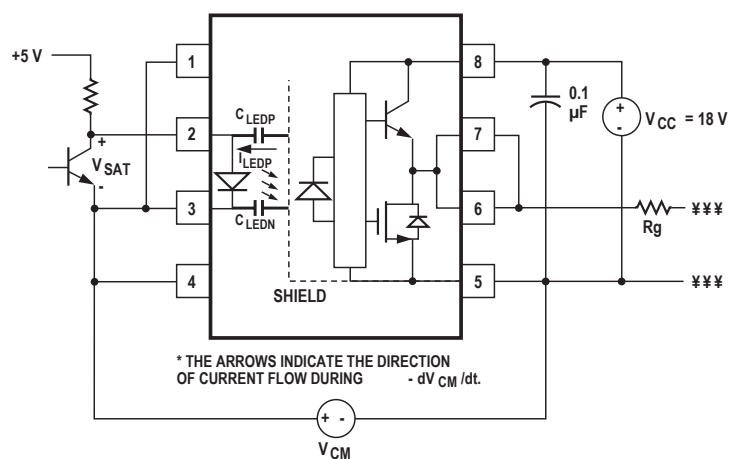 +5 V
1
8
C LEDP
0.1
µF
+
-
V CC = 18 V
2
7
+
V SAT
-
I LEDP
3
6
C LEDN
Rg
¥¥¥
4
5
¥¥¥
SHIELD
* THE ARROWS INDICATE THE DIRECTION
OF CURRENT FLOW DURING - dV CM /dt.
+ -
V CM